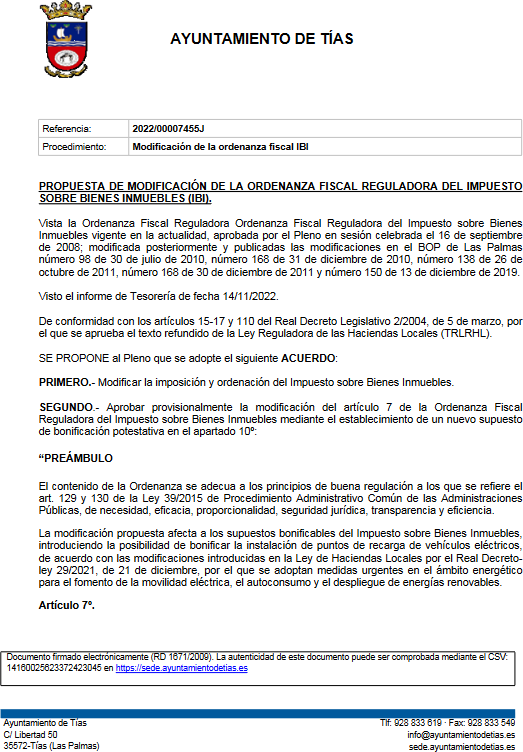 AYUNTAMIENTO DE TÍAS
Referencia: 2022/00007455J
Procedimiento: Modificación de la ordenanza fiscal IBI
PROPUESTA DE MODIFICACIÓN DE LA ORDENANZA FISCAL REGULADORA DEL IMPUESTO
SOBRE BIENES INMUEBLES (IBI).
Vista la Ordenanza Fiscal Reguladora Ordenanza Fiscal Reguladora del Impuesto sobre Bienes
Inmuebles vigente en la actualidad, aprobada por el Pleno en sesión celebrada el 16 de septiembre
de 2008; modificada posteriormente y publicadas las modificaciones en el BOP de Las Palmas
número 98 de 30 de julio de 2010, número 168 de 31 de diciembre de 2010, número 138 de 26 de
octubre de 2011, número 168 de 30 de diciembre de 2011 y número 150 de 13 de diciembre de 2019.
Visto el informe de Tesorería de fecha 14/11/2022.
De conformidad con los artículos 15-17 y 110 del Real Decreto Legislativo 2/2004, de 5 de marzo, por
el que se aprueba el texto refundido de la Ley Reguladora de las Haciendas Locales (TRLRHL).
SE PROPONE al Pleno que se adopte el siguiente ACUERDO:
PRIMERO.- Modificar la imposición y ordenación del Impuesto sobre Bienes Inmuebles.
SEGUNDO.- Aprobar provisionalmente la modificación del artículo 7 de la Ordenanza Fiscal
Reguladora del Impuesto sobre Bienes Inmuebles mediante el establecimiento de un nuevo supuesto
de bonificación potestativa en el apartado 10º:
“PREÁMBULO
El contenido de la Ordenanza se adecua a los principios de buena regulación a los que se refiere el
art. 129 y 130 de la Ley 39/2015 de Procedimiento Administrativo Común de las Administraciones
Públicas, de necesidad, eficacia, proporcionalidad, seguridad jurídica, transparencia y eficiencia.
La modificación propuesta afecta a los supuestos bonificables del Impuesto sobre Bienes Inmuebles,
introduciendo la posibilidad de bonificar la instalación de puntos de recarga de vehículos eléctricos,
de acuerdo con las modificaciones introducidas en la Ley de Haciendas Locales por el Real Decreto-
ley 29/2021, de 21 de diciembre, por el que se adoptan medidas urgentes en el ámbito energético
para el fomento de la movilidad eléctrica, el autoconsumo y el despliegue de energías renovables.
Artículo 7º.
Documento firmado electrónicamente (RD 1671/2009). La autenticidad de este documento puede ser comprobada mediante el CSV:
14160025623372423045 en https://sede.ayuntamientodetias.es
Ayuntamiento de Tías
C/ Libertad 50
35572-Tías (Las Palmas)
Tlf: 928 833 619 · Fax: 928 833 549
info@ayuntamientodetias.es
sede.ayuntamientodetias.es